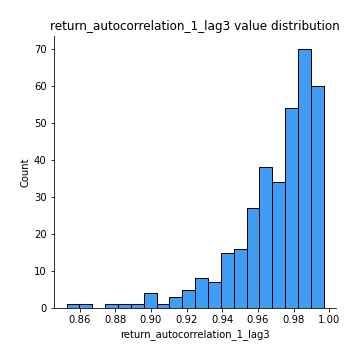 return_autocorrelation_1_lag3 value distribution
70
60
50
40
30
20
10
0
Count
0.86 0.88 0.90 0.92 0.94 0.96 0.98 1.00
return_autocorrelation_1_lag3